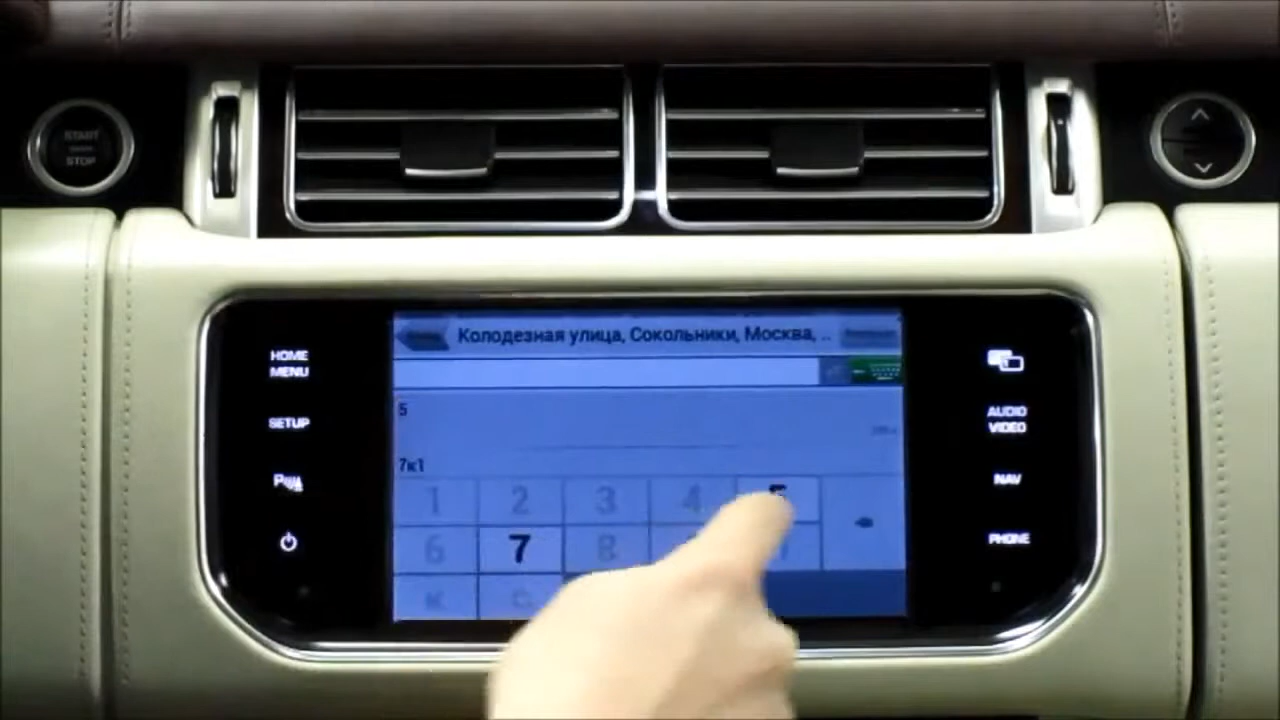 START
STOP
HOME
MENU
SETUP
AUDIO
VIDEO
NAV
PHONE
Колодезная улица, Сокольники, Москва, ..
5
7к1
1 2 3 4 5
6 7 8
к